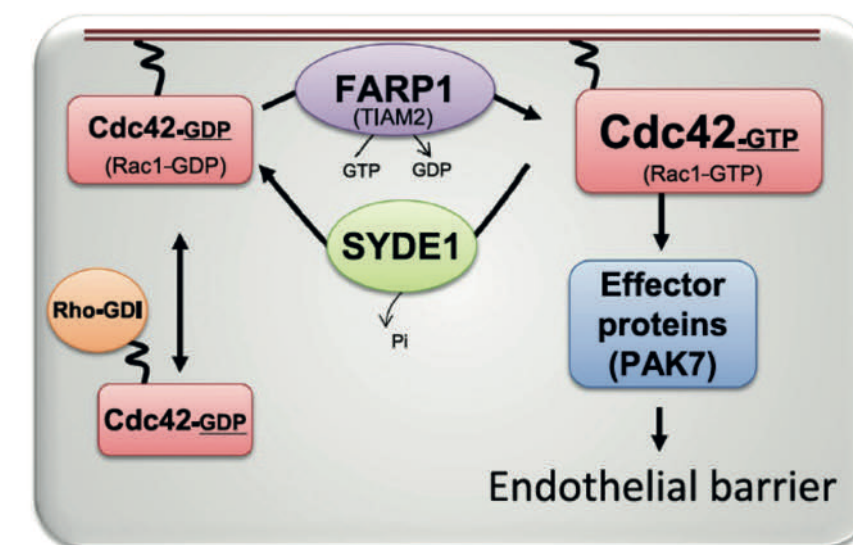 Cdc42-GDP
(Rac1-GDP)
FARP1
(TIAM2)
GTP
GDP
Cdc42-GTP
(Rac1-GTP)
SYDE1
Pi
Rho-GDI
Cdc42-GDP
Effector
proteins
(PAK7)
Endothelial barrier